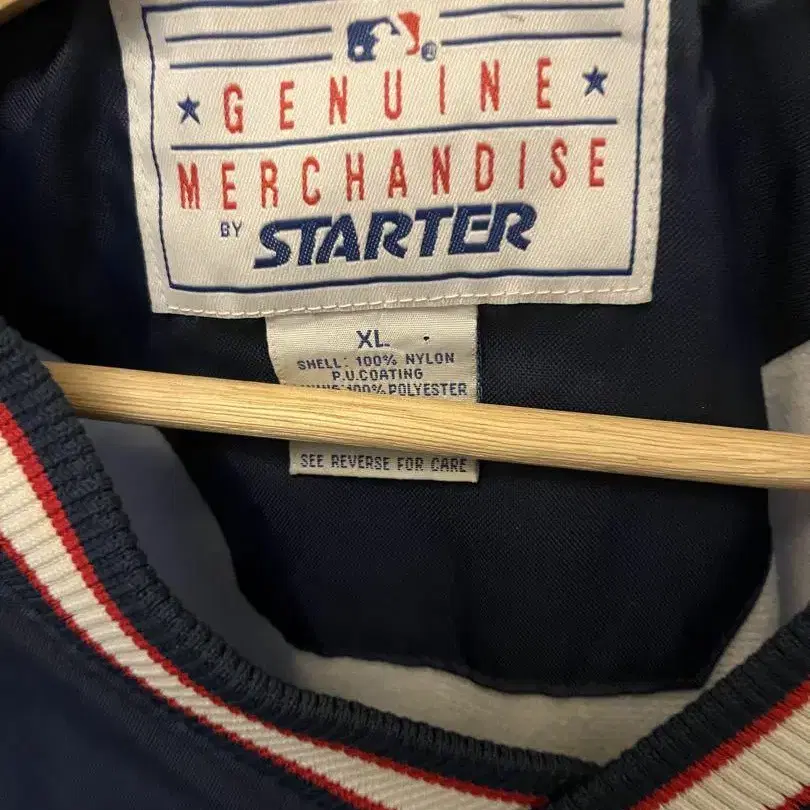 ®
GENUINE
MERCHANDISE
BY STARTER
XL
SHELL: 100% NYLON
P.U.COATING
100% POLYESTER
SEE REVERSE FOR CARE